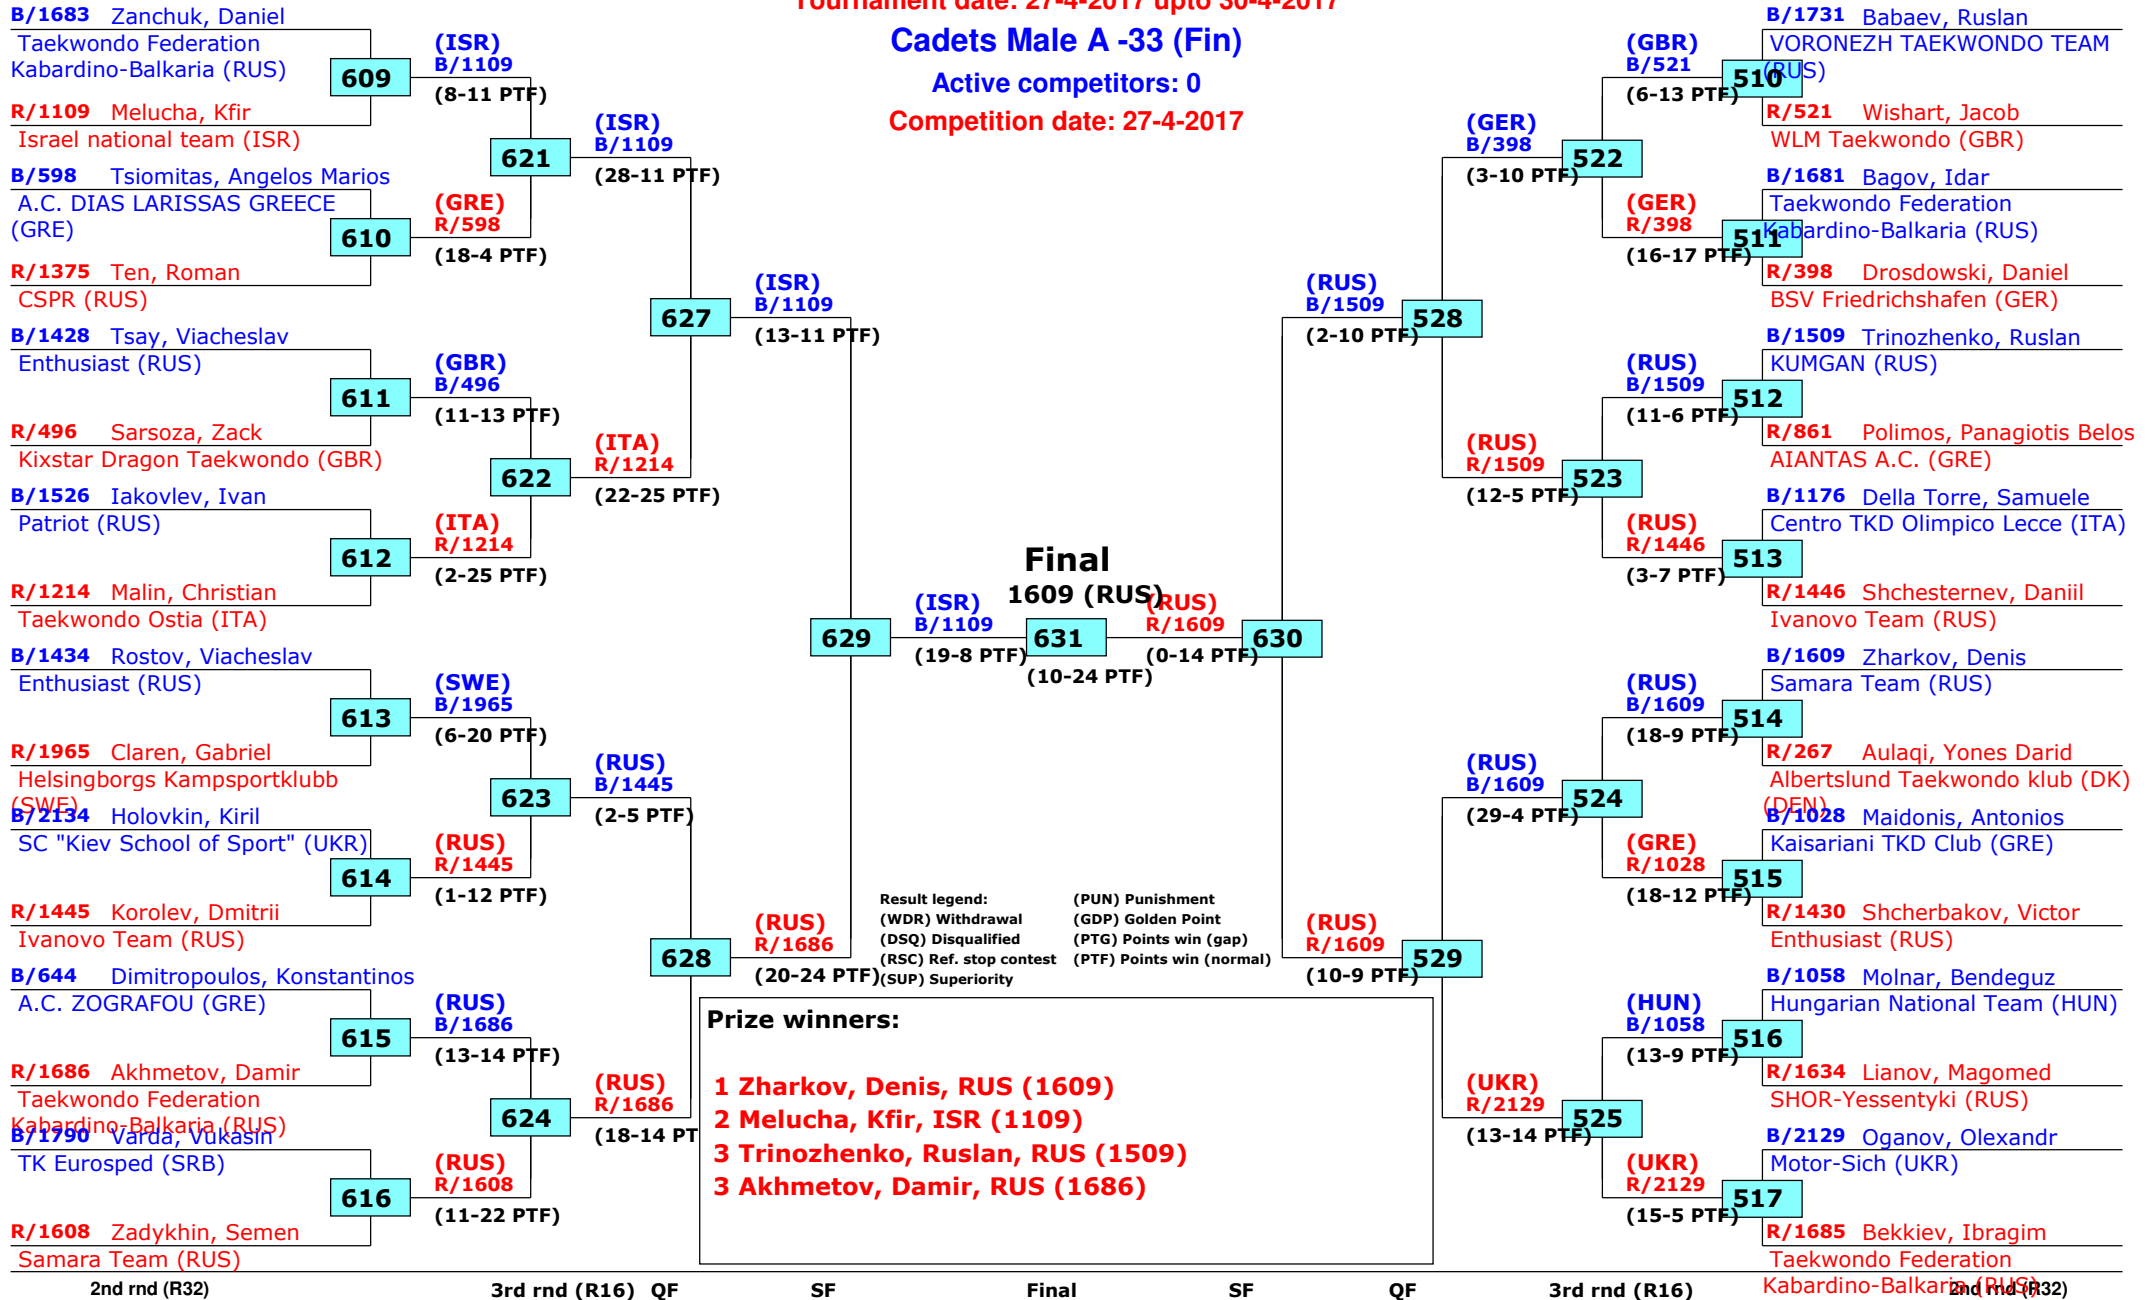 Tournament date: 27-4-2017 upto 30-4-2017
Cadets Male A -33 (Fin)
Active competitors: 0
Competition date: 27-4-2017
B/1683 Zanchuk, Daniel
Taekwondo Federation
Kabardino-Balkaria (RUS)
609
R/1109 Melucha, Kfir
Israel national team (ISR)
B/598 Tsiomitas, Angelos Marios
A.C. DIAS LARISSAS GREECE
(GRE)
610
R/1375 Ten, Roman
CSPR (RUS)
B/1428 Tsay, Viacheslav
Enthusiast (RUS)
611
R/496 Sarsoza, Zack
Kixstar Dragon Taekwondo (GBR)
B/1526 Iakovlev, Ivan
Patriot (RUS)
612
R/1214 Malin, Christian
Taekwondo Ostia (ITA)
B/1434 Rostov, Viacheslav
Enthusiast (RUS)
613
R/1965 Claren, Gabriel
Helsingborgs Kampsportklubb
(SWE)
B/2134 Holovkin, Kiril
SC "Kiev School of Sport" (UKR)
614
R/1445 Korolev, Dmitrii
Ivanovo Team (RUS)
B/644 Dimitropoulos, Konstantinos
A.C. ZOGRAFOU (GRE)
615
R/1686 Akhmetov, Damir
Taekwondo Federation
Kabardino-Balkaria (RUS)
B/1790 Varda, Vukasin
TK Eurosped (SRB)
616
R/1608 Zadykhin, Semen
Samara Team (RUS)
(ISR)
B/1109
(8-11 PTF)
621
(GRE)
R/598
(18-4 PTF)
(GBR)
B/496
(11-13 PTF)
622
(ITA)
R/1214
(2-25 PTF)
(SWE)
B/1965
(6-20 PTF)
623
(RUS)
R/1445
(1-12 PTF)
(RUS)
B/1686
(13-14 PTF)
624
(RUS)
R/1608
(11-22 PTF)
(ISR)
B/1109
(28-11 PTF)
627
(ITA)
R/1214
(22-25 PTF)
(RUS)
B/1445
(2-5 PTF)
628
(RUS)
R/1686
(18-14 PT
(ISR)
B/1109
(13-11 PTF)
629
(RUS)
R/1686
(20-24 PTF)
(ISR)
B/1109
(19-8 PTF)
Final
1609 (RUS)
631
(10-24 PTF)
(RUS)
R/1609
(0-14 PTF)
630
(RUS)
B/1509
(2-10 PTF)
528
(RUS)
R/1609
(10-9 PTF)
529
(GER)
B/398
(3-10 PTF)
522
(RUS)
R/1509
(12-5 PTF)
523
(RUS)
B/1609
(29-4 PTF)
524
(UKR)
R/2129
(13-14 PTF)
525
(GBR)
B/521
(6-13 PTF)
(GER)
R/398
(16-17 PTF)
(RUS)
B/1509
(11-6 PTF)
(RUS)
R/1446
(3-7 PTF)
(RUS)
B/1609
(18-9 PTF)
(GRE)
R/1028
(18-12 PTF)
(HUN)
B/1058
(13-9 PTF)
(UKR)
R/2129
(15-5 PTF)
B/1731 Babaev, Ruslan
VORONEZH TAEKWONDO TEAM
(RUS)
510
R/521 Wishart, Jacob
WLM Taekwondo (GBR)
B/1681 Bagov, Idar
Taekwondo Federation
Kabardino-Balkaria (RUS)
511
R/398 Drosdowski, Daniel
BSV Friedrichshafen (GER)
B/1509 Trinozhenko, Ruslan
KUMGAN (RUS)
512
R/861 Polimos, Panagiotis Belos
AIANTAS A.C. (GRE)
B/1176 Della Torre, Samuele
Centro TKD Olimpico Lecce (ITA)
513
R/1446 Shchesternev, Daniil
Ivanovo Team (RUS)
B/1609 Zharkov, Denis
Samara Team (RUS)
514
R/267 Aulaqi, Yones Darid
Albertslund Taekwondo klub (DK)
(DEN)
B/1028 Maidonis, Antonios
Kaisariani TKD Club (GRE)
515
R/1430 Shcherbakov, Victor
Enthusiast (RUS)
B/1058 Molnar, Bendeguz
Hungarian National Team (HUN)
516
R/1634 Lianov, Magomed
SHOR-Yessentyki (RUS)
B/2129 Oganov, Olexandr
Motor-Sich (UKR)
517
R/1685 Bekkiev, Ibragim
Taekwondo Federation
Kabardino-Balkaria (RUS)
Result legend:
(WDR) Withdrawal
(DSQ) Disqualified
(RSC) Ref. stop contest
(SUP) Superiority
(PUN) Punishment
(GDP) Golden Point
(PTG) Points win (gap)
(PTF) Points win (normal)
Prize winners:
1 Zharkov, Denis, RUS (1609)
2 Melucha, Kfir, ISR (1109)
3 Trinozhenko, Ruslan, RUS (1509)
3 Akhmetov, Damir, RUS (1686)
2nd rnd (R32) 3rd rnd (R16) QF SF Final SF QF 3rd rnd (R16) 2nd rnd (R32)